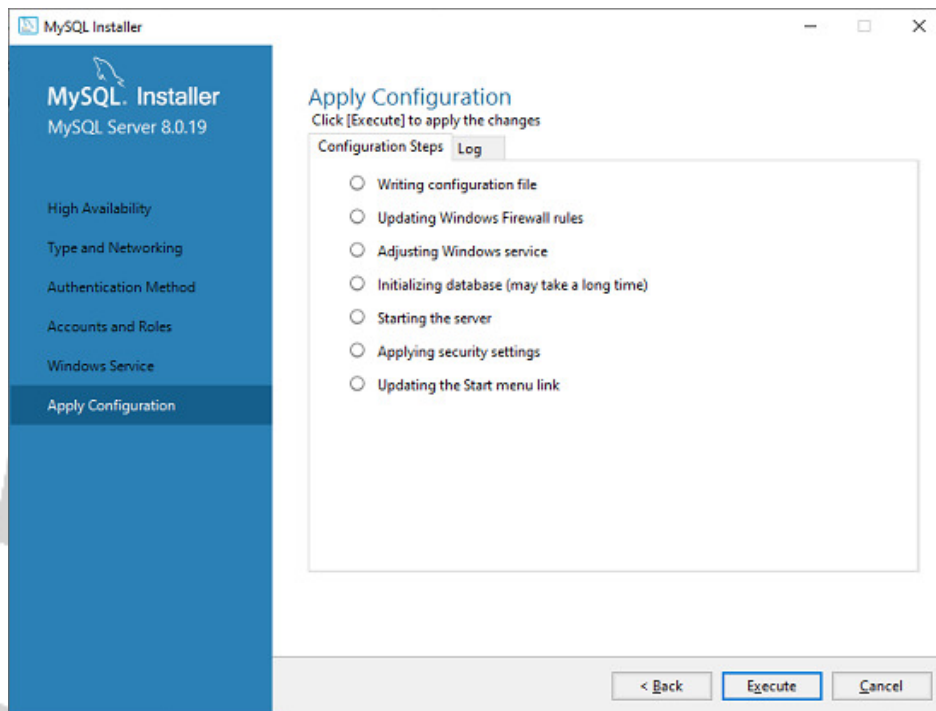 MySQL Installer
MySQL. Installer
MySQL Server 8.0.19
High Availability
Type and Networking
Authentication Method
Accounts and Roles
Windows Service
Apply Configuration
Apply Configuration
Click [Execute] to apply the changes
Configuration Steps Log
Writing configuration file
Updating Windows Firewall rules
Adjusting Windows service
Initializing database (may take a long time)
Starting the server
Applying security settings
Updating the Start menu link
< Back Execute Cancel